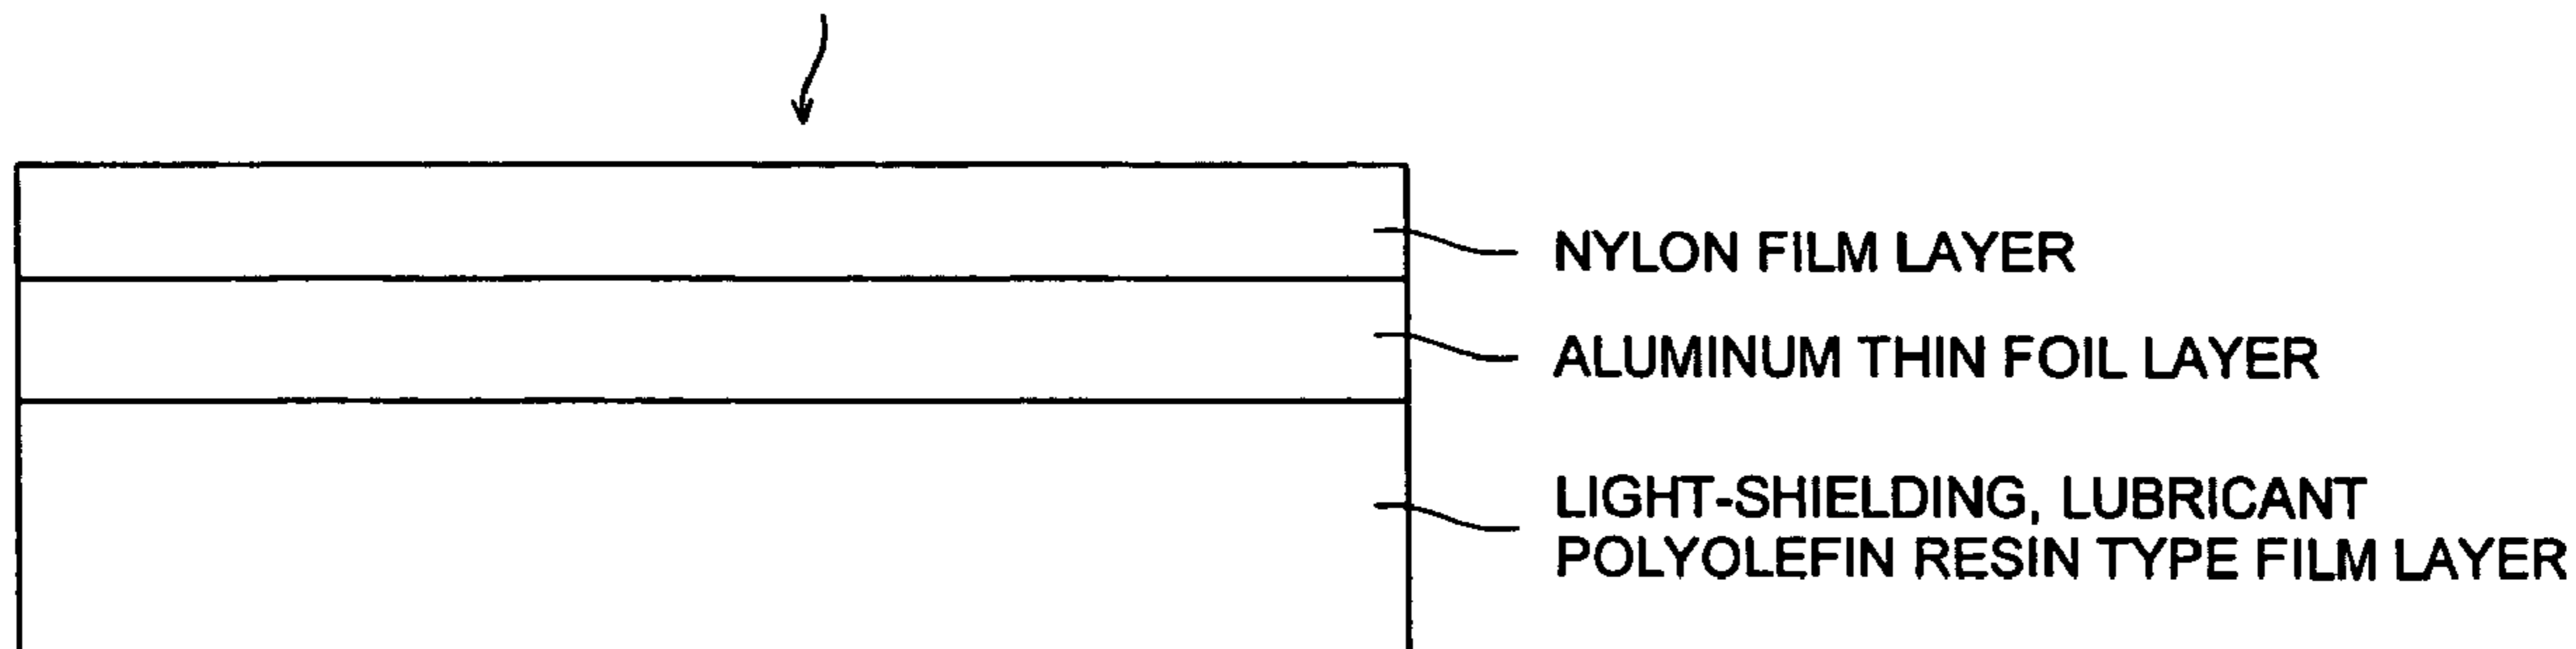 NYLON FILM LAYER
ALUMINUM THIN FOIL LAYER
LIGHT-SHIELDING, LUBRICANT
POLYOLEFIN RESIN TYPE FILM LAYER